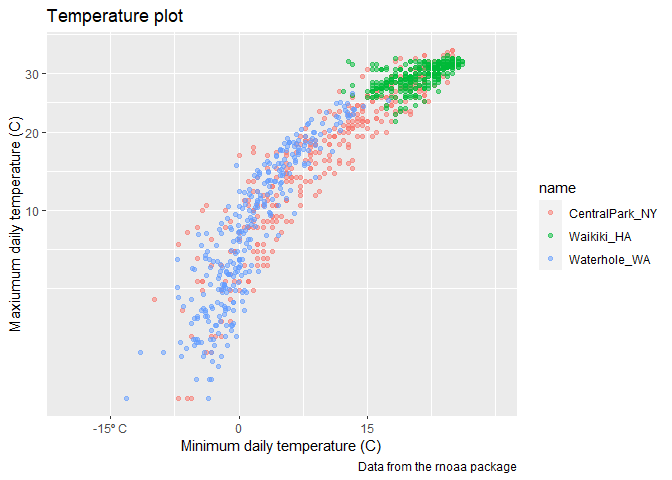 Temperature plot
Maxiumum daily temperature (C)
30
20
10
-15º C
0
15
Minimum daily temperature (C)
Data from the rnoaa package
name
CentralPark_NY
Waikiki_HA
Waterhole_WA